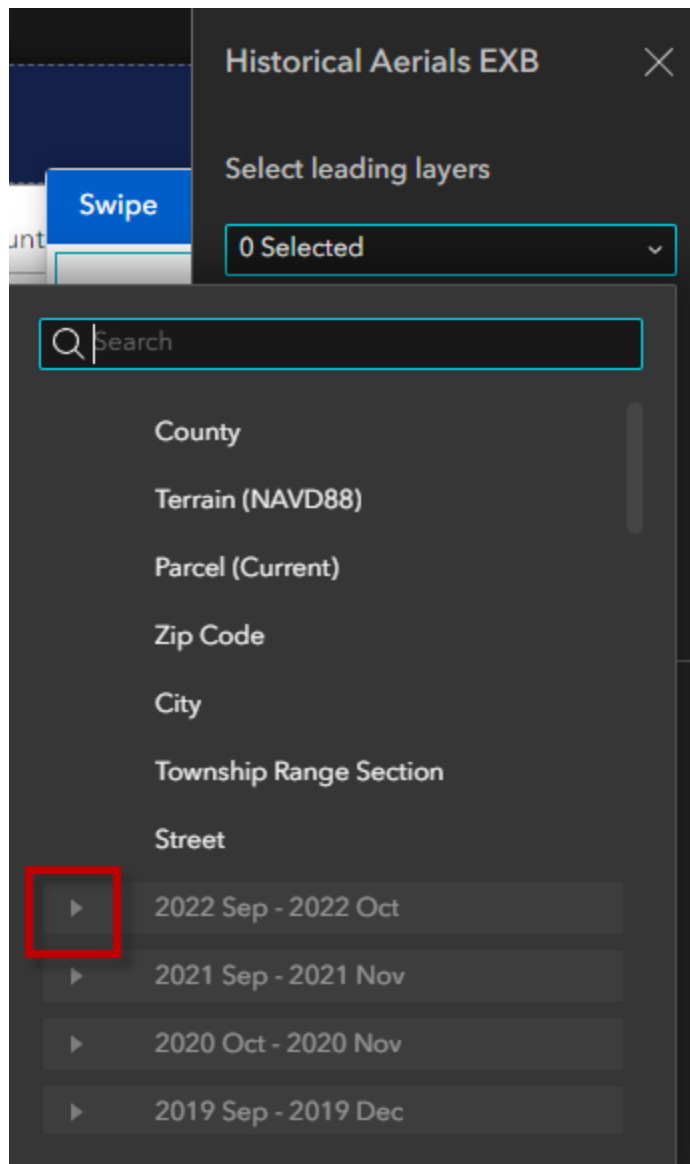 Historical Aerials EXB
Select leading layers
Swipe
unt
0 Selected
Search
County
Terrain (NAVD88)
Parcel (Current)
Zip Code
City
Township Range Section
Street
2022 Sep - 2022 Oct
2021 Sep - 2021 Nov
2020 Oct - 2020 Nov
2019 Sep - 2019 Dec